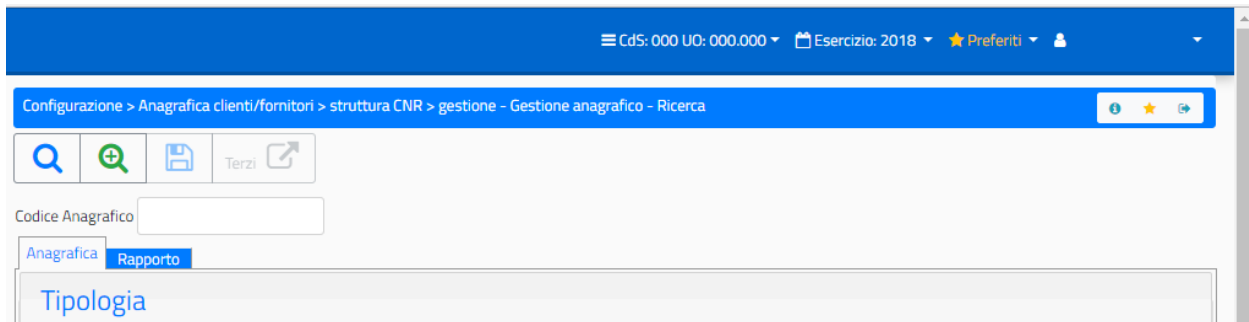 CdS: 000 UO: 000.000 Esercizio: 2018 Preferiti
Configurazione > Anagrafica clienti/fornitori > struttura CNR > gestione - Gestione anagrafico - Ricerca
Terzi
Codice Anagrafico
Anagrafica Rapporto
Tipologia